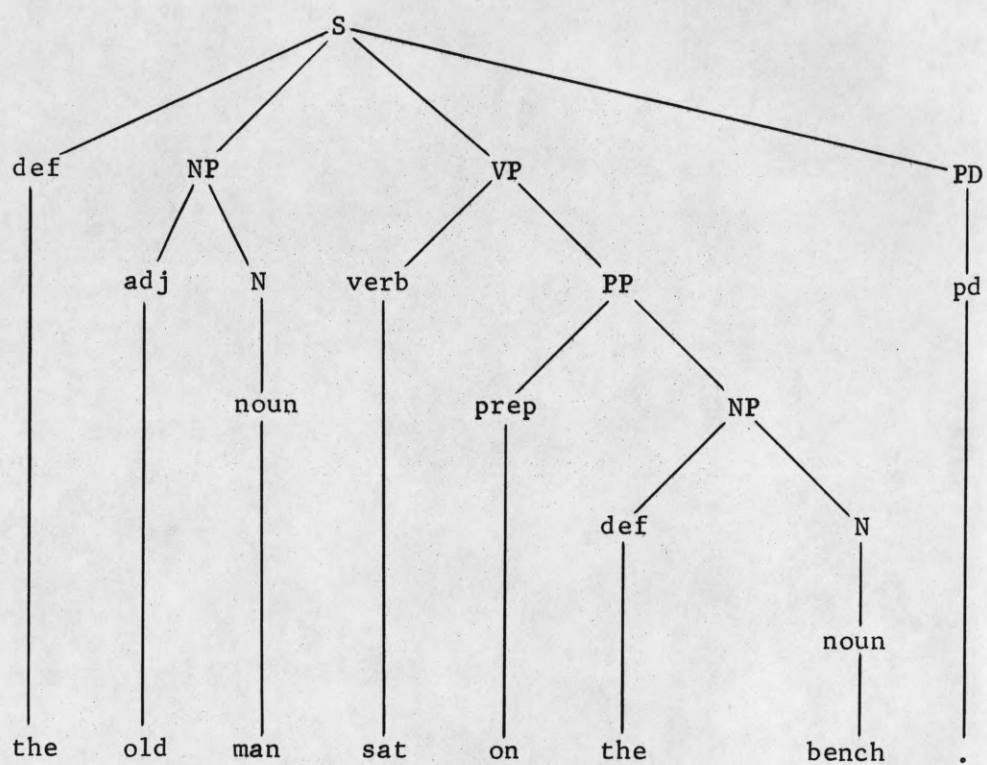 S
def NP VP PD
adj N verb PP pd
noun prep NP
def N
noun
the old man sat on the bench .